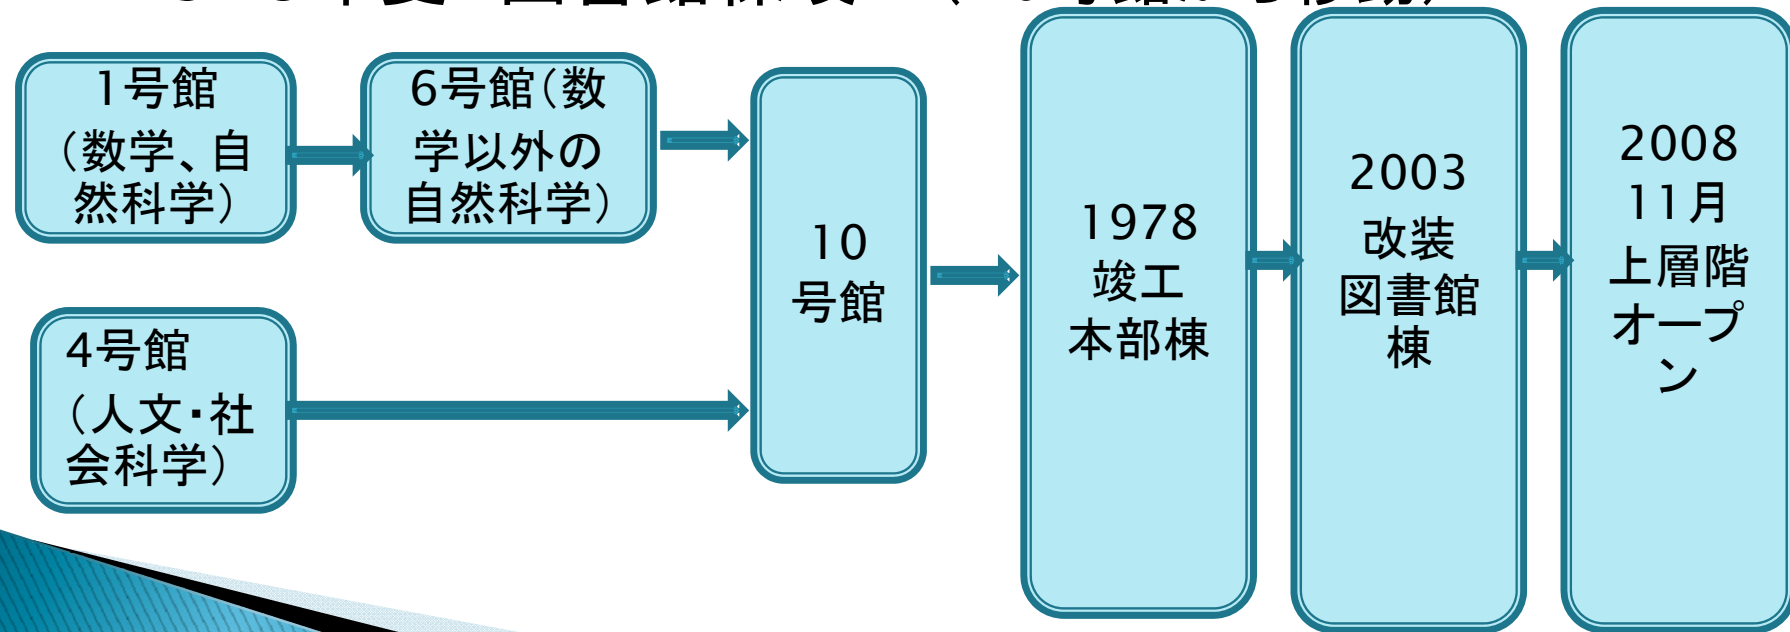 1号館
（数学、自
然科学）
6号館（数
学以外の
自然科学）
4号館
（人文・社
会科学）
10
号館
1978
竣工
本部棟
2003
改装
図書館
棟
2008
11月
上層階
オープ
ン